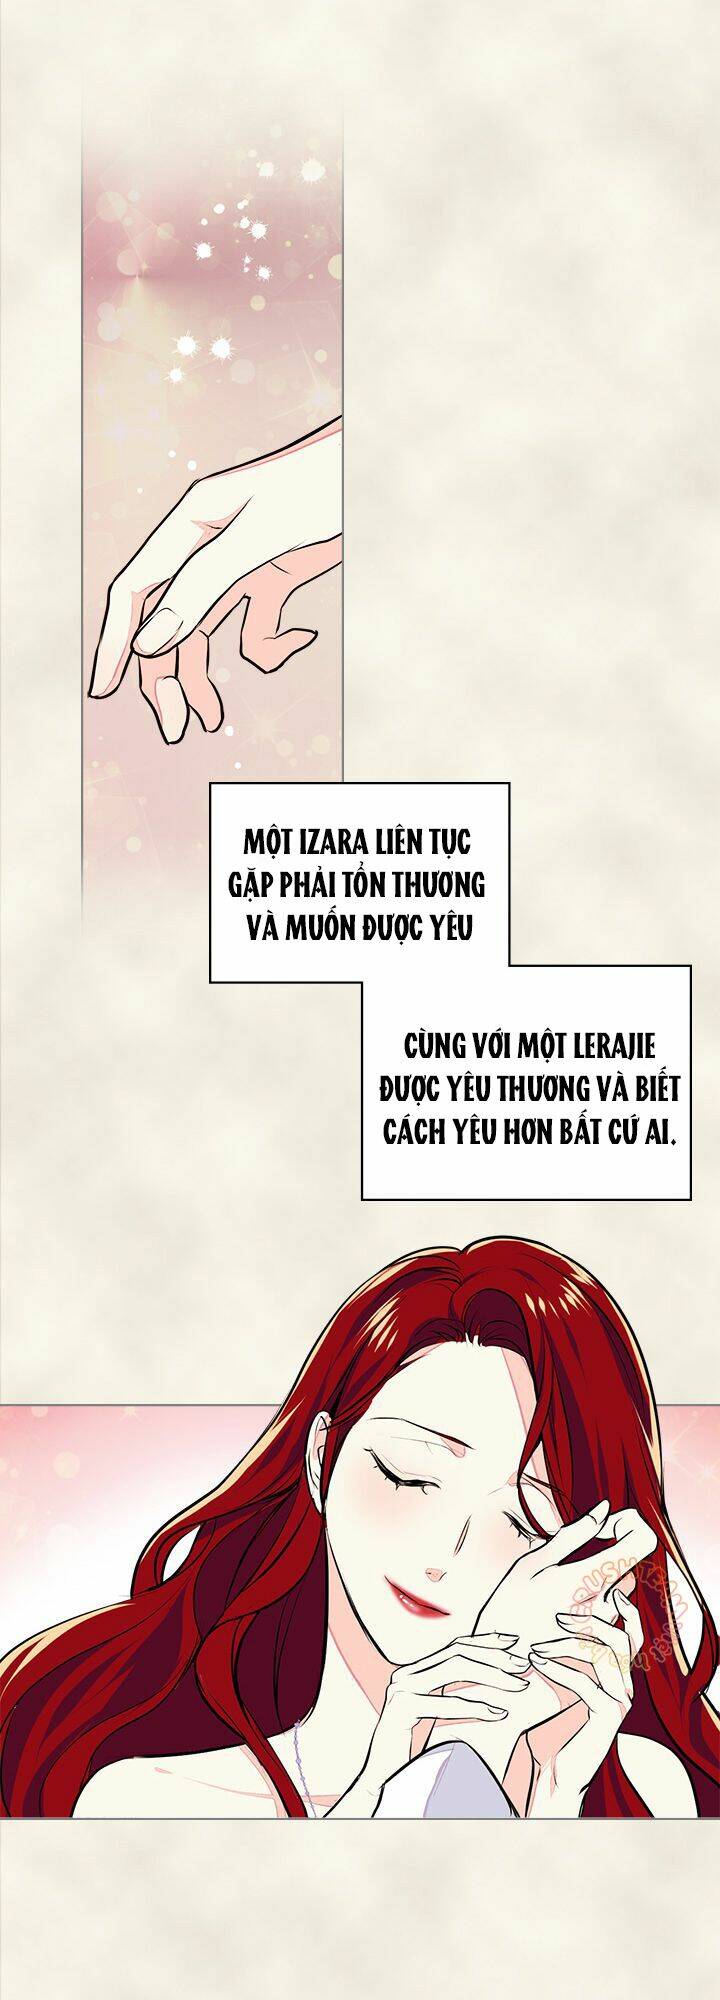 MỘT IZARA LIÊN TỤC
GẶP PHẢI TỔN THƯƠNG
VÀ MUỐN ĐƯỢC YÊU
CÙNG VỚI MỘT LERAJIE
ĐƯỢC YÊU THƯƠNG VÀ BIẾT
CÁCH YÊU HƠN BẤT CỨ AI.
CRUSHTEAM